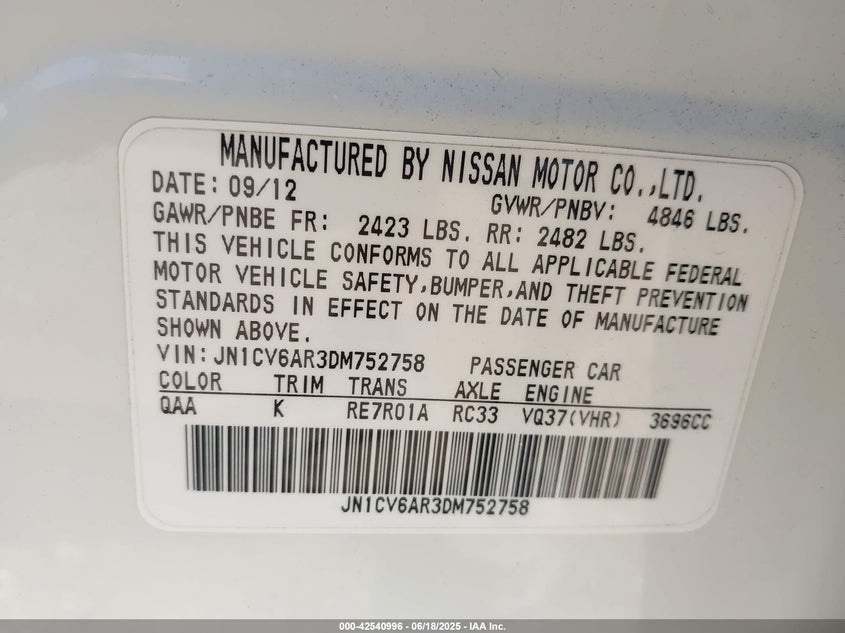 MANUFACTURED BY NISSAN MOTOR CO.,LTD.
DATE: 09/12 GVWR/PNBV: 4846 LBS.
GAWR/PNBE FR: 2423 LBS. RR: 2482 LBS.
THIS VEHICLE CONFORMS TO ALL APPLICABLE FEDERAL
MOTOR VEHICLE SAFETY,BUMPER,AND THEFT PREVENTION
STANDARDS IN EFFECT ON THE DATE OF MANUFACTURE
SHOWN ABOVE.
VIN: JN1CV6AR3DM752758 PASSENGER CAR
COLOR TRIM TRANS AXLE ENGINE
QAA K RE7R01A RC33 VQ37(VHR) 3696CC
JN1CV6AR3DM752758
000-42540996 - 06/18/2025 - IAA Inc.